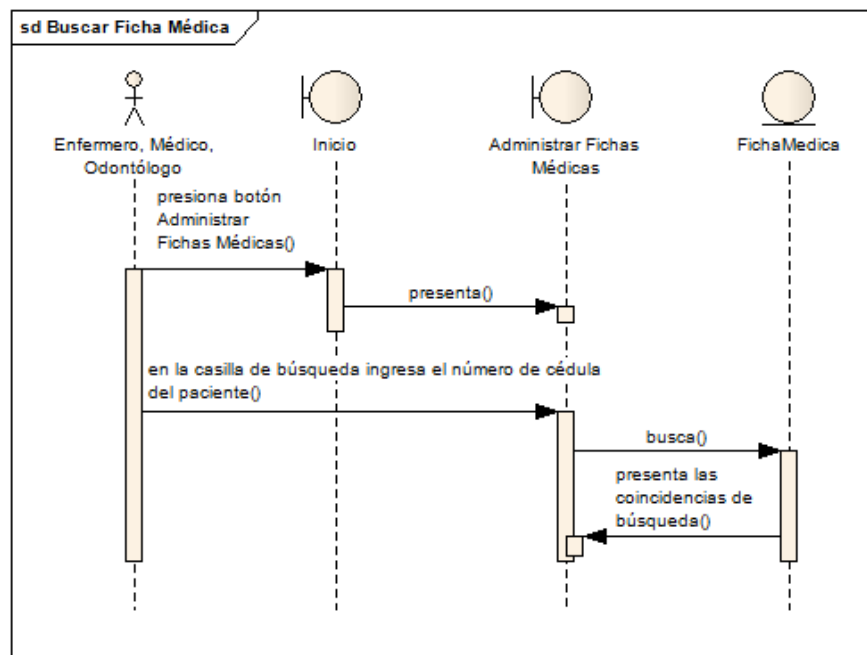 sd Buscar Ficha Médica
Enfermero, Médico,
Odontólogo
Inicio
Administrar Fichas
Médicas
FichaMedica
presiona botón
Administrar
Fichas Médicas()
presenta()
en la casilla de búsqueda ingresa el número de cédula
del paciente()
busca()
presenta las
coincidencias de
búsqueda()